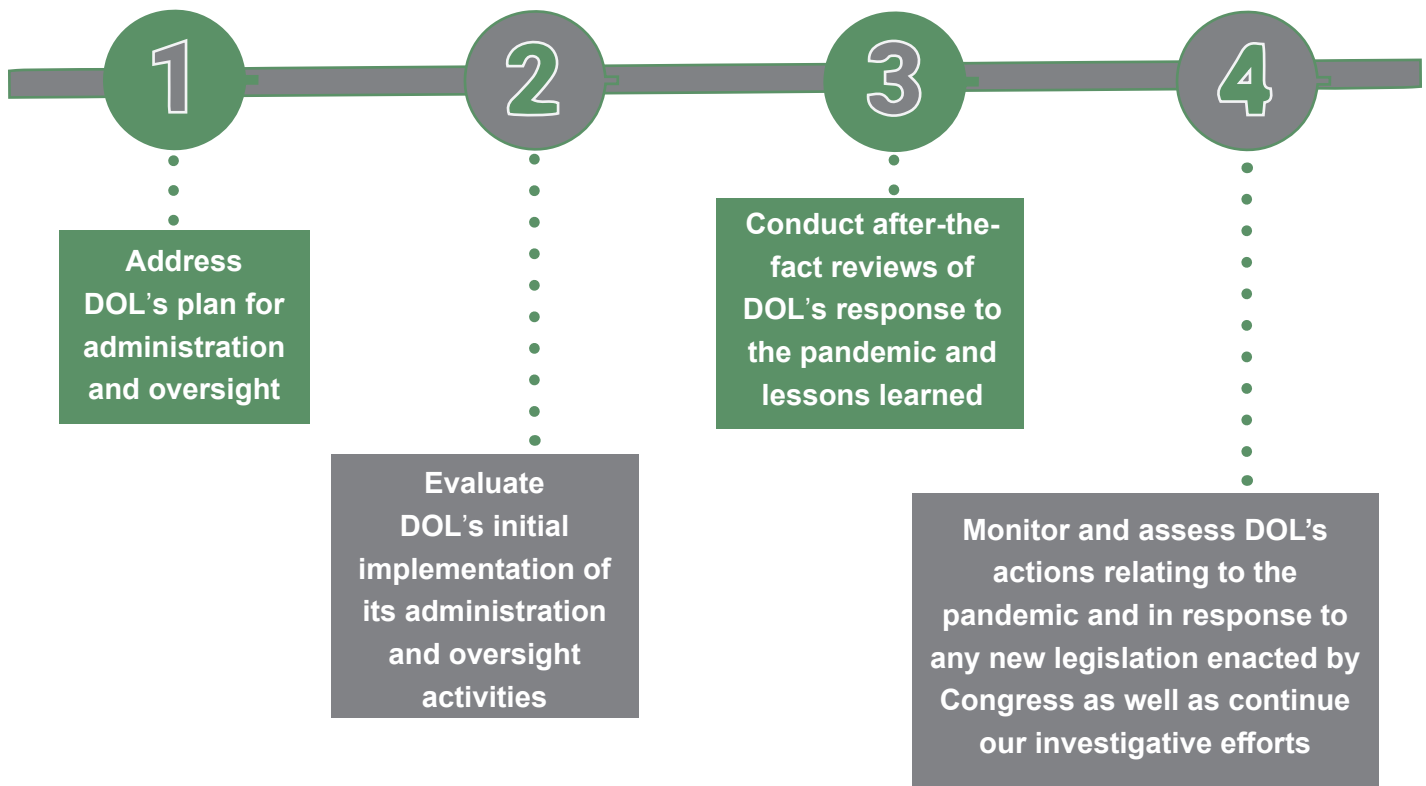 1
2
3
4
Address
DOL's plan for
administration
and oversight
Evaluate
DOL's initial
implementation of
its administration
and oversight
activities
Conduct after-the-
fact reviews of
DOL's response to
the pandemic and
lessons learned
Monitor and assess DOL’s
actions relating to the
pandemic and in response to
any new legislation enacted by
Congress as well as continue
our investigative efforts